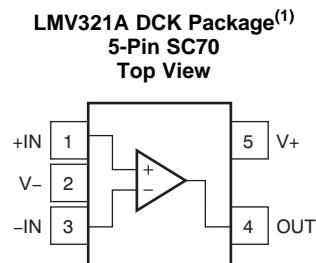 LMV321A DCK Package(1)
5-Pin SC70
Top View
+IN 1 + 5 V+
V− 2 −
−IN 3 4 OUT